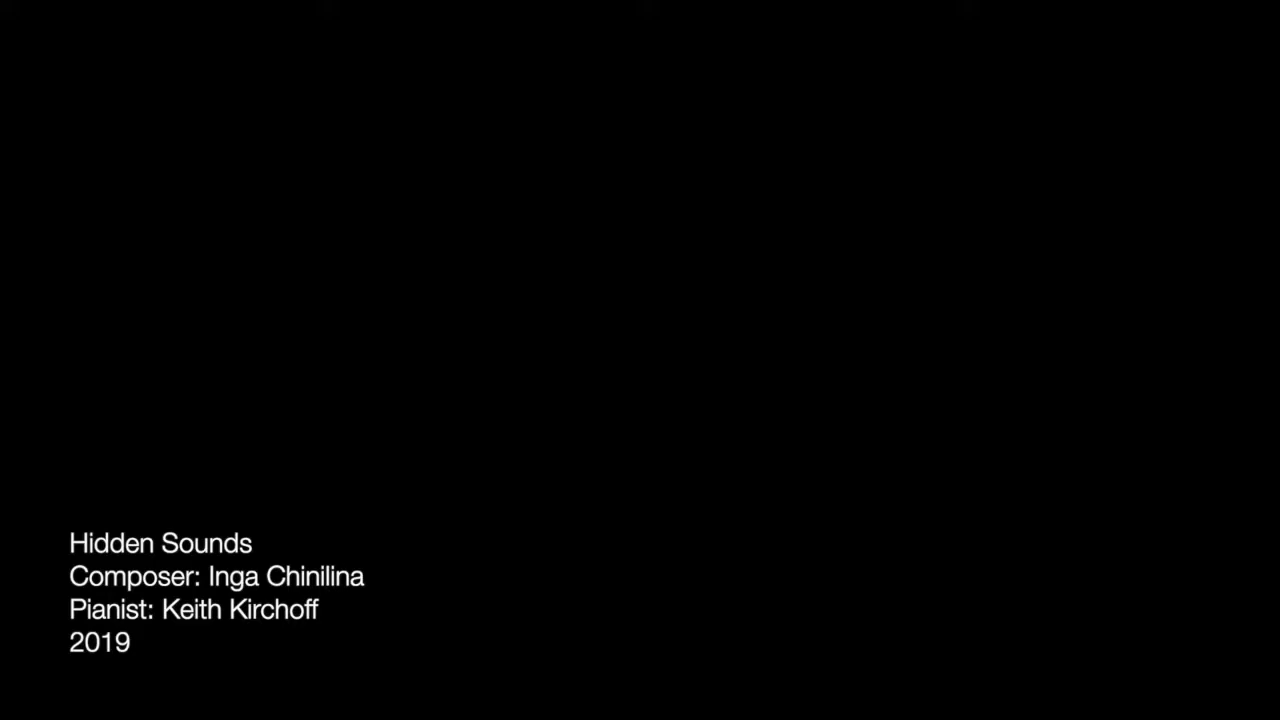 Hidden Sounds
Composer: Inga Chinilina
Pianist: Keith Kirchoff
2019